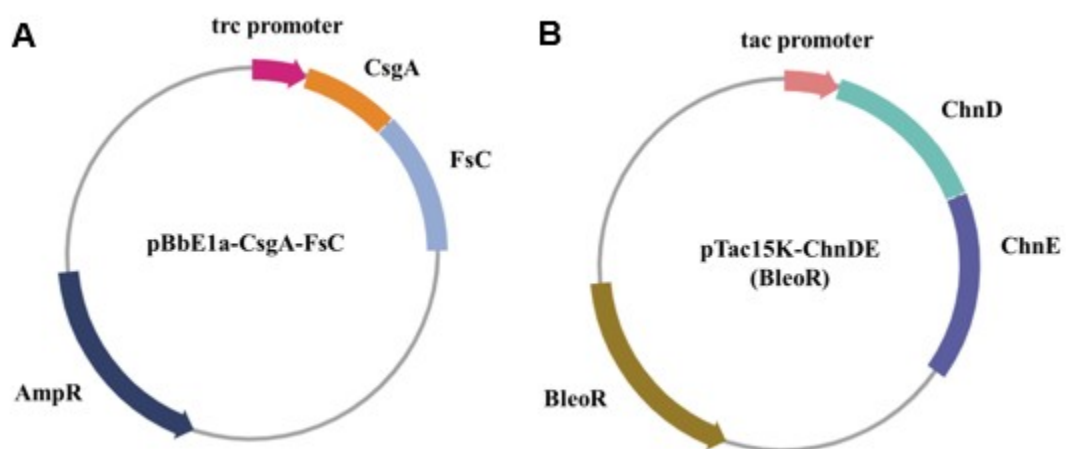 A
trc promoter
CsgA
FsC
pBbE1a-CsgA-FsC
AmpR
B
tac promoter
ChnD
ChnE
pTac15K-ChnDE
(BleoR)
BleoR